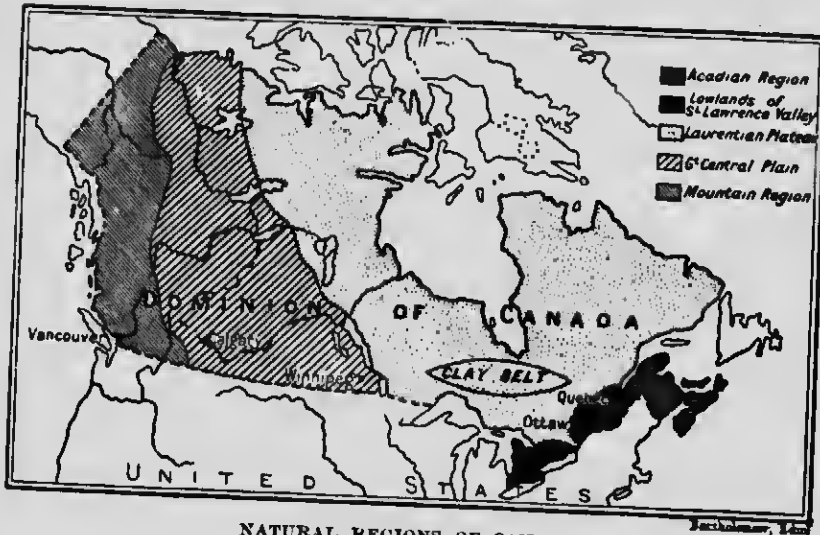 Acadian Region
Lowlands of
St Lawrence Valley
Laurentian Plateau
Gt Central Plain
Mountain Region
DOMINION OF CANADA
Vancouver
Calgary
Winnipeg
CLAY BELT
Quebec
Ottawa
UNITED STATES
NATURAL REGIONS OF